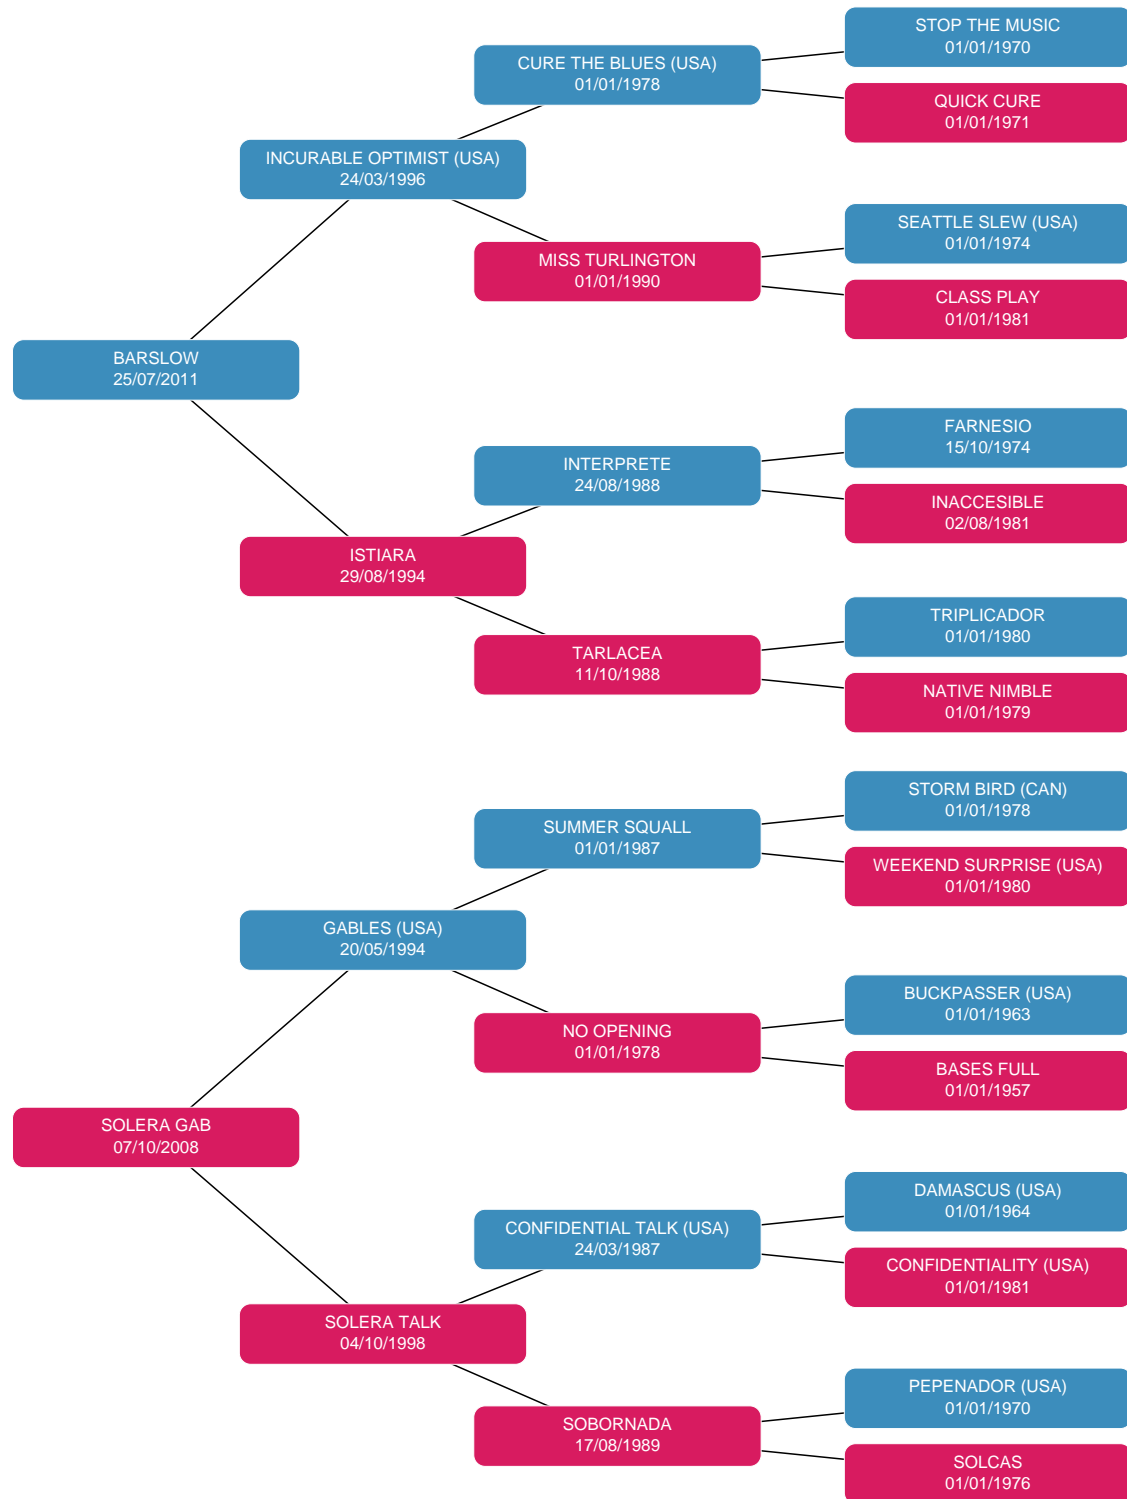 STOP THE MUSIC
01/01/1970
CURE THE BLUES (USA)
01/01/1978
QUICK CURE
01/01/1971
INCURABLE OPTIMIST (USA)
24/03/1996
SEATTLE SLEW (USA)
01/01/1974
MISS TURLINGTON
01/01/1990
CLASS PLAY
01/01/1981
BARSLOW
25/07/2011
FARNESIO
15/10/1974
INTERPRETE
24/08/1988
INACCESIBLE
02/08/1981
ISTIARA
29/08/1994
TRIPLICADOR
01/01/1980
TARLACEA
11/10/1988
NATIVE NIMBLE
01/01/1979
STORM BIRD (CAN)
01/01/1978
SUMMER SQUALL
01/01/1987
WEEKEND SURPRISE (USA)
01/01/1980
GABLES (USA)
20/05/1994
BUCKPASSER (USA)
01/01/1963
NO OPENING
01/01/1978
BASES FULL
01/01/1957
SOLERA GAB
07/10/2008
DAMASCUS (USA)
01/01/1964
CONFIDENTIAL TALK (USA)
24/03/1987
CONFIDENTIALITY (USA)
01/01/1981
SOLERA TALK
04/10/1998
PEPENADOR (USA)
01/01/1970
SOBORNADA
17/08/1989
SOLCAS
01/01/1976